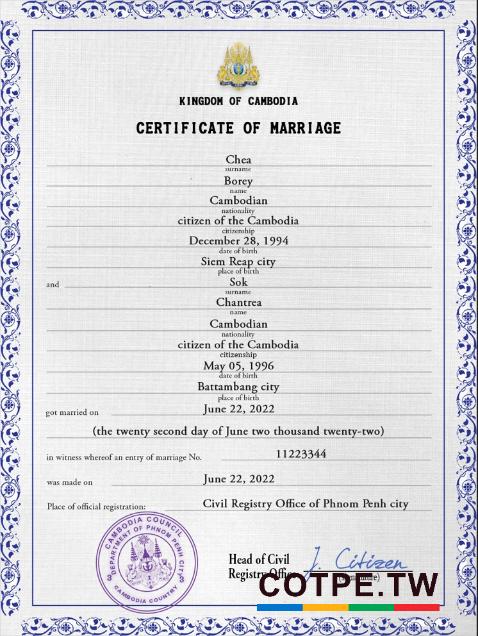 KINGDOM OF CAMBODIA
CERTIFICATE OF MARRIAGE
Chea
surname
Borey
name
Cambodian
nationality
citizen of the Cambodia
citizenship
December 28, 1994
date of birth
Siem Reap city
place of birth
and
Sok
surname
Chantrea
name
Cambodian
nationality
citizen of the Cambodia
citizenship
May 05, 1996
date of birth
Battambang city
place of birth
got married on June 22, 2022
(the twenty second day of June two thousand twenty-two)
in witness whereof an entry of marriage No. 11223344
was made on June 22, 2022
Place of official registration: Civil Registry Office of Phnom Penh city
CAMBODIA COUNCIL
DEPARTMENT OF PHNOM PENH CITY
CAMBODIA COUNTRY
Head of Civil
Registry Office
J. Citizen
COTPE.TW